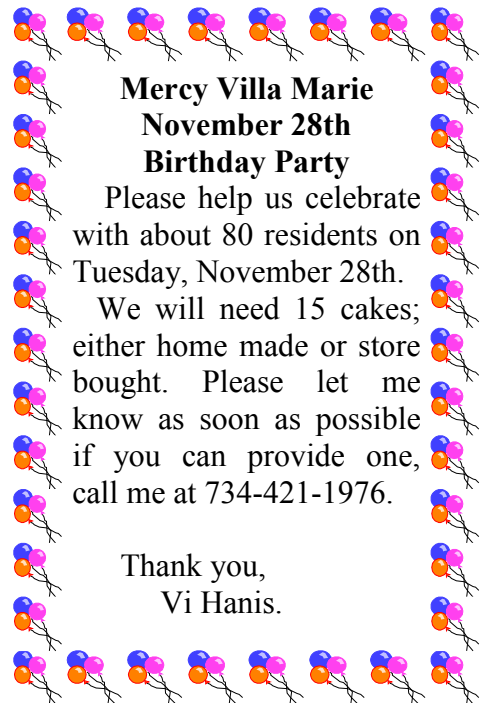 Mercy Villa Marie
November 28th
Birthday Party
Please help us celebrate
with about 80 residents on
Tuesday, November 28th.
We will need 15 cakes;
either home made or store
bought. Please let me
know as soon as possible
if you can provide one,
call me at 734-421-1976.
Thank you,
Vi Hanis.